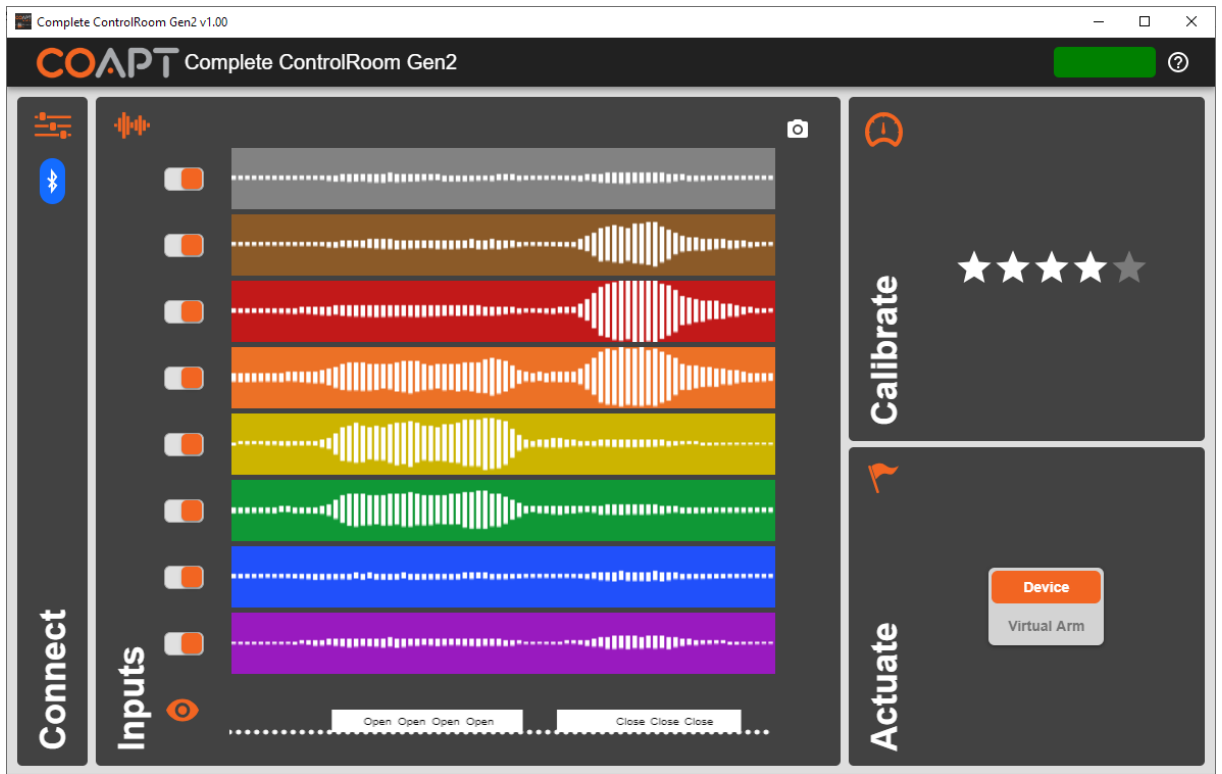 Complete ControlRoom Gen2 v1.00
COAPT Complete ControlRoom Gen2
Connect
Inputs
Open Open Open Open
Close Close Close
Calibrate
Actuate
Device
Virtual Arm